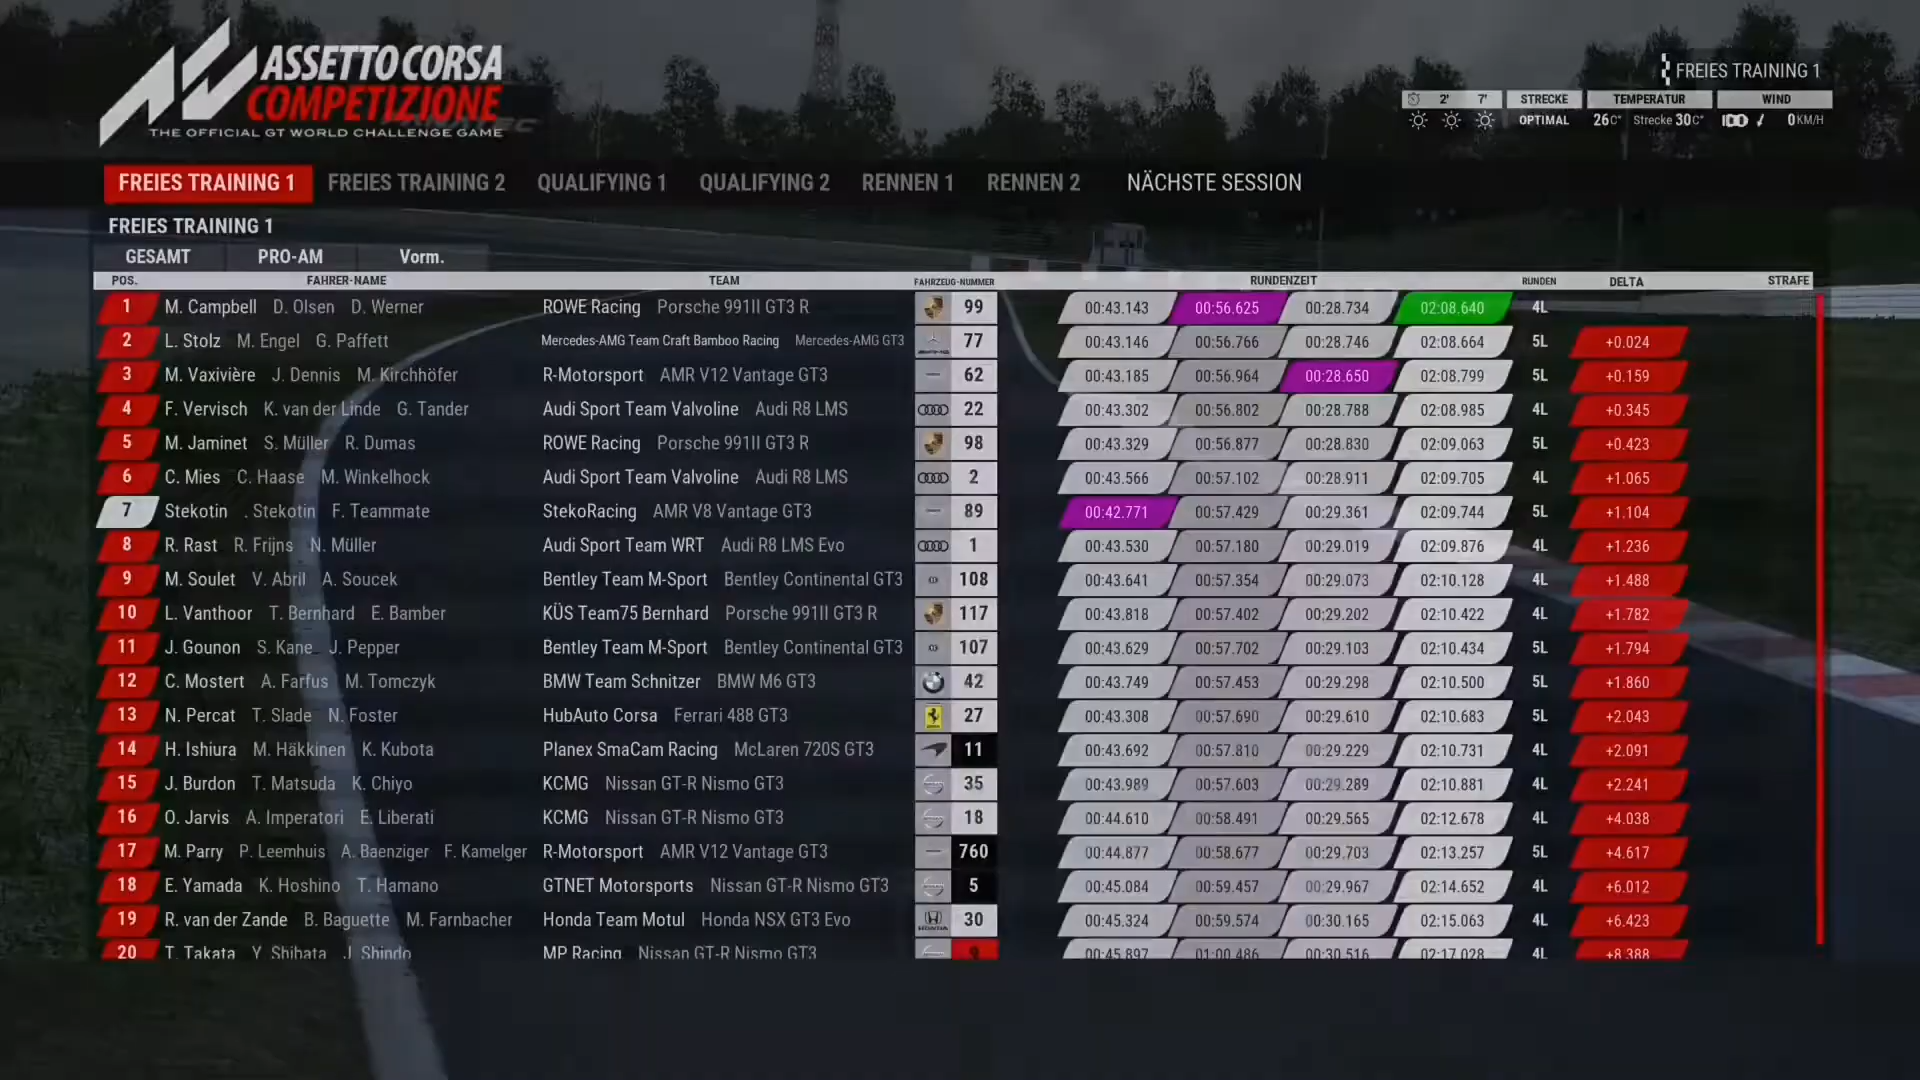 ASSETTO CORSA
COMPETIZIONE
THE OFFICIAL GT WORLD CHALLENGE GAME
FREIES TRAINING 1
2' 7' STRECKE TEMPERATUR WIND
OPTIMAL 26C° Strecke 30C° 0KM/H
FREIES TRAINING 1 FREIES TRAINING 2 QUALIFYING 1 QUALIFYING 2 RENNEN 1 RENNEN 2 NÄCHSTE SESSION
FREIES TRAINING 1
GESAMT PRO-AM Vorm.
POS. FAHRER-NAME TEAM FAHRZEUG-NUMMER RUNDENZEIT RUNDEN DELTA STRAFE
1 M. Campbell D. Olsen D. Werner ROWE Racing Porsche 991II GT3 R 99 00:43.143 00:56.625 00:28.734 02:08.640 4L
2 L. Stolz M. Engel G. Paffett Mercedes-AMG Team Craft Bamboo Racing Mercedes-AMG GT3 77 00:43.146 00:56.766 00:28.746 02:08.664 5L +0.024
3 M. Vaxivière J. Dennis M. Kirchhöfer R-Motorsport AMR V12 Vantage GT3 62 00:43.185 00:56.964 00:28.650 02:08.799 5L +0.159
4 F. Vervisch K. van der Linde G. Tander Audi Sport Team Valvoline Audi R8 LMS 22 00:43.302 00:56.802 00:28.788 02:08.985 4L +0.345
5 M. Jaminet S. Müller R. Dumas ROWE Racing Porsche 991II GT3 R 98 00:43.329 00:56.877 00:28.830 02:09.063 5L +0.423
6 C. Mies C. Haase M. Winkelhock Audi Sport Team Valvoline Audi R8 LMS 2 00:43.566 00:57.102 00:28.911 02:09.705 4L +1.065
7 Stekotin . Stekotin F. Teammate StekoRacing AMR V8 Vantage GT3 89 00:42.771 00:57.429 00:29.361 02:09.744 5L +1.104
8 R. Rast R. Frijns N. Müller Audi Sport Team WRT Audi R8 LMS Evo 1 00:43.530 00:57.180 00:29.019 02:09.876 4L +1.236
9 M. Soulet V. Abril A. Soucek Bentley Team M-Sport Bentley Continental GT3 108 00:43.641 00:57.354 00:29.073 02:10.128 4L +1.488
10 L. Vanthoor T. Bernhard E. Bamber KÜS Team75 Bernhard Porsche 991II GT3 R 117 00:43.818 00:57.402 00:29.202 02:10.422 4L +1.782
11 J. Gounon S. Kane J. Pepper Bentley Team M-Sport Bentley Continental GT3 107 00:43.629 00:57.702 00:29.103 02:10.434 5L +1.794
12 C. Mostert A. Farfus M. Tomczyk BMW Team Schnitzer BMW M6 GT3 42 00:43.749 00:57.453 00:29.298 02:10.500 5L +1.860
13 N. Percat T. Slade N. Foster HubAuto Corsa Ferrari 488 GT3 27 00:43.308 00:57.690 00:29.610 02:10.683 5L +2.043
14 H. Ishiura M. Häkkinen K. Kubota Planex SmaCam Racing McLaren 720S GT3 11 00:43.692 00:57.810 00:29.229 02:10.731 4L +2.091
15 J. Burdon T. Matsuda K. Chiyo KCMG Nissan GT-R Nismo GT3 35 00:43.989 00:57.603 00:29.289 02:10.881 4L +2.241
16 O. Jarvis A. Imperatori E. Liberati KCMG Nissan GT-R Nismo GT3 18 00:44.610 00:58.491 00:29.565 02:12.678 4L +4.038
17 M. Parry P. Leemhuis A. Baenziger F. Kamelger R-Motorsport AMR V12 Vantage GT3 760 00:44.877 00:58.677 00:29.703 02:13.257 5L +4.617
18 E. Yamada K. Hoshino T. Hamano GTNET Motorsports Nissan GT-R Nismo GT3 5 00:45.084 00:59.457 00:29.967 02:14.652 4L +6.012
19 R. van der Zande B. Baguette M. Farnbacher Honda Team Motul Honda NSX GT3 Evo HONDA 30 00:45.324 00:59.574 00:30.165 02:15.063 4L +6.423
20 T. Takata Y. Shibata J. Shindo MP Racing Nissan GT-R Nismo GT3 00:45.897 01:00.486 00:30.516 02:17.028 4L +8.388